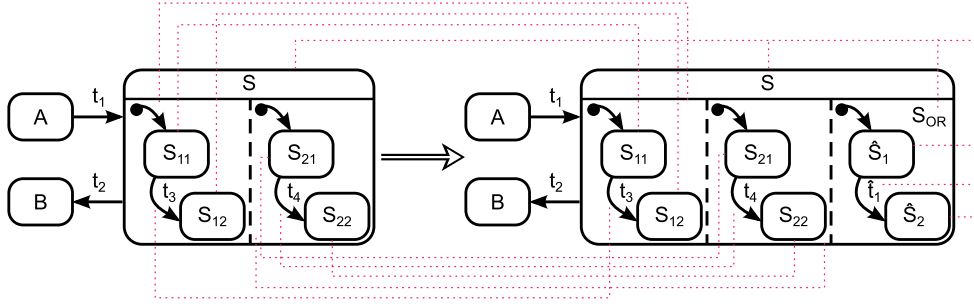 S
S
A
t₁
A
t₁
S_OR
S₁₁
S₂₁
S₁₁
S₂₁
Ŝ₁
B
t₂
t₃
t₄
B
t₂
t₃
t₄
t̂₁
S₁₂
S₂₂
S₁₂
S₂₂
Ŝ₂